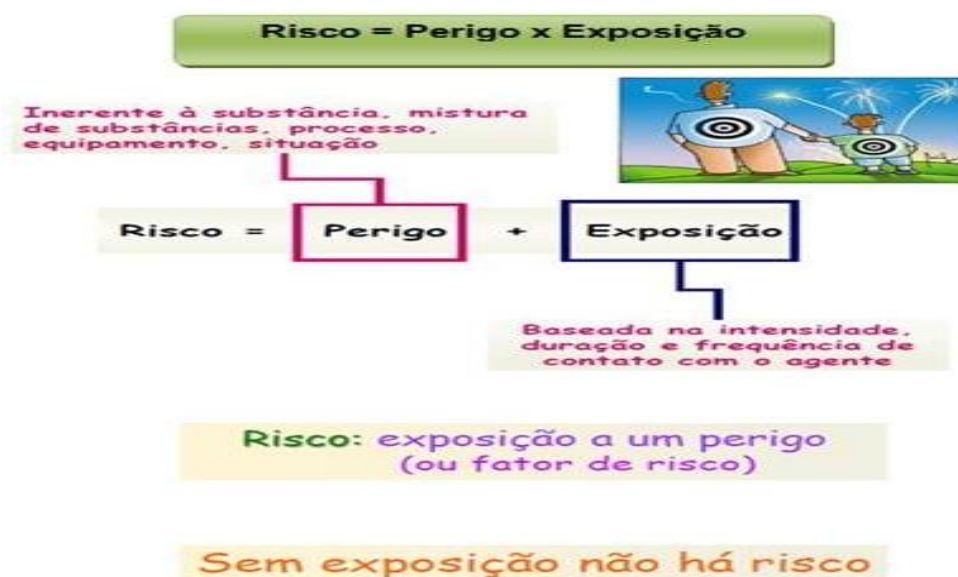 Risco = Perigo x Exposição
Inerente à substância, mistura
de substâncias, processo,
equipamento, situação
Risco = Perigo + Exposição
Baseada na intensidade,
duração e frequência de
contato com o agente
Risco: exposição a um perigo
(ou fator de risco)
Sem exposição não há risco